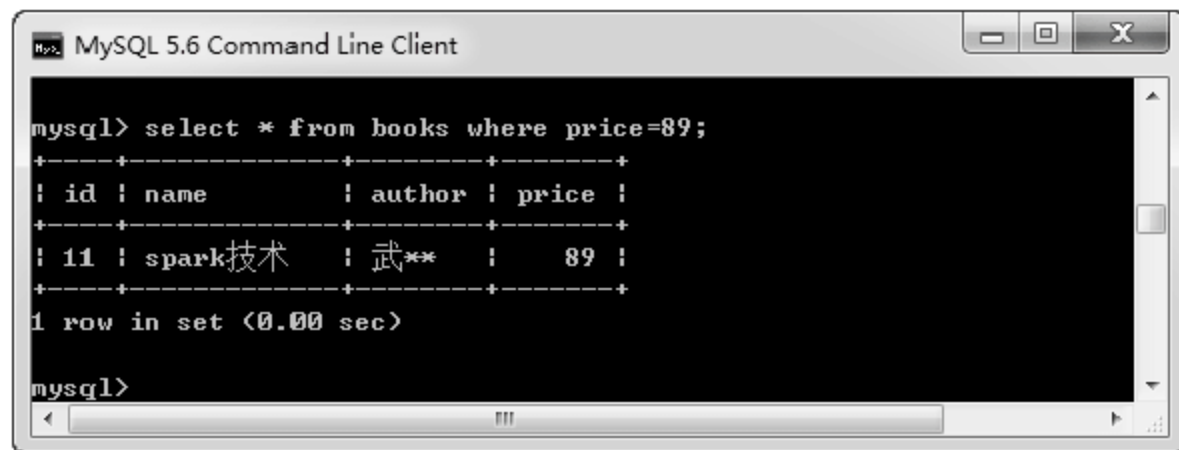 MySQL 5.6 Command Line Client
mysql> select * from books where price=89;
+----+-------------+--------+-------+
| id | name        | author | price |
+----+-------------+--------+-------+
| 11 | spark技术   | 武**   |    89 |
+----+-------------+--------+-------+
1 row in set (0.00 sec)
mysql>